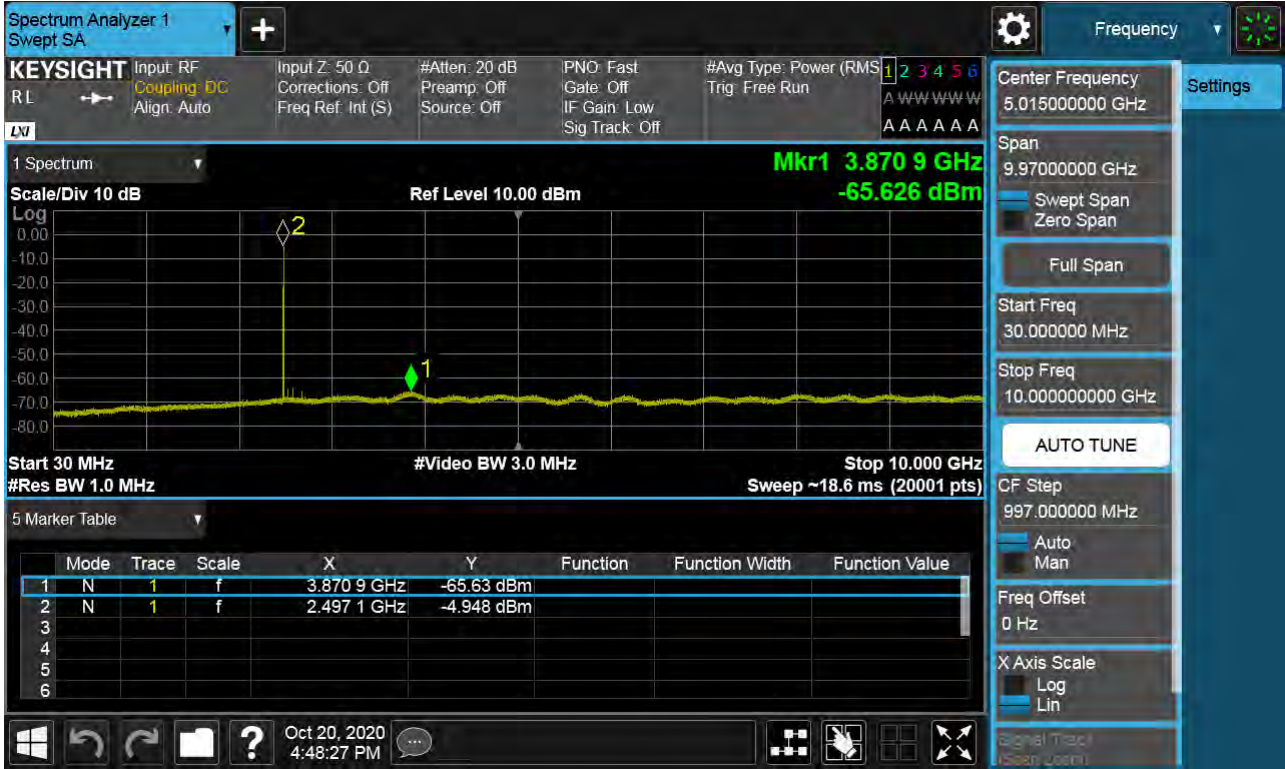 Spectrum Analyzer 1
Swept SA
+
Frequency
KEYSIGHT
RL
LXI
Input: RF
Coupling: DC
Align: Auto
Input Z: 50 Ω
Corrections: Off
Freq Ref: Int (S)
#Atten: 20 dB
Preamp: Off
Source: Off
PNO: Fast
Gate: Off
IF Gain: Low
Sig Track: Off
#Avg Type: Power (RMS
Trig: Free Run
1 2 3 4 5 6
A W W W W W
A A A A A A
1 Spectrum
Mkr1 3.870 9 GHz
Scale/Div 10 dB
Ref Level 10.00 dBm
-65.626 dBm
Log
0.00
-10.0
-20.0
-30.0
-40.0
-50.0
-60.0
-70.0
-80.0
2
1
Start 30 MHz
#Video BW 3.0 MHz
Stop 10.000 GHz
#Res BW 1.0 MHz
Sweep ~18.6 ms (20001 pts)
5 Marker Table
Mode Trace Scale X Y Function Function Width Function Value
1 N 1 f 3.870 9 GHz -65.63 dBm
2 N 1 f 2.497 1 GHz -4.948 dBm
3
4
5
6
?
Oct 20, 2020
4:48:27 PM
Center Frequency
5.015000000 GHz
Settings
Span
9.97000000 GHz
Swept Span
Zero Span
Full Span
Start Freq
30.000000 MHz
Stop Freq
10.000000000 GHz
AUTO TUNE
CF Step
997.000000 MHz
Auto
Man
Freq Offset
0 Hz
X Axis Scale
Log
Lin
Signal Track
(Span Zoom)